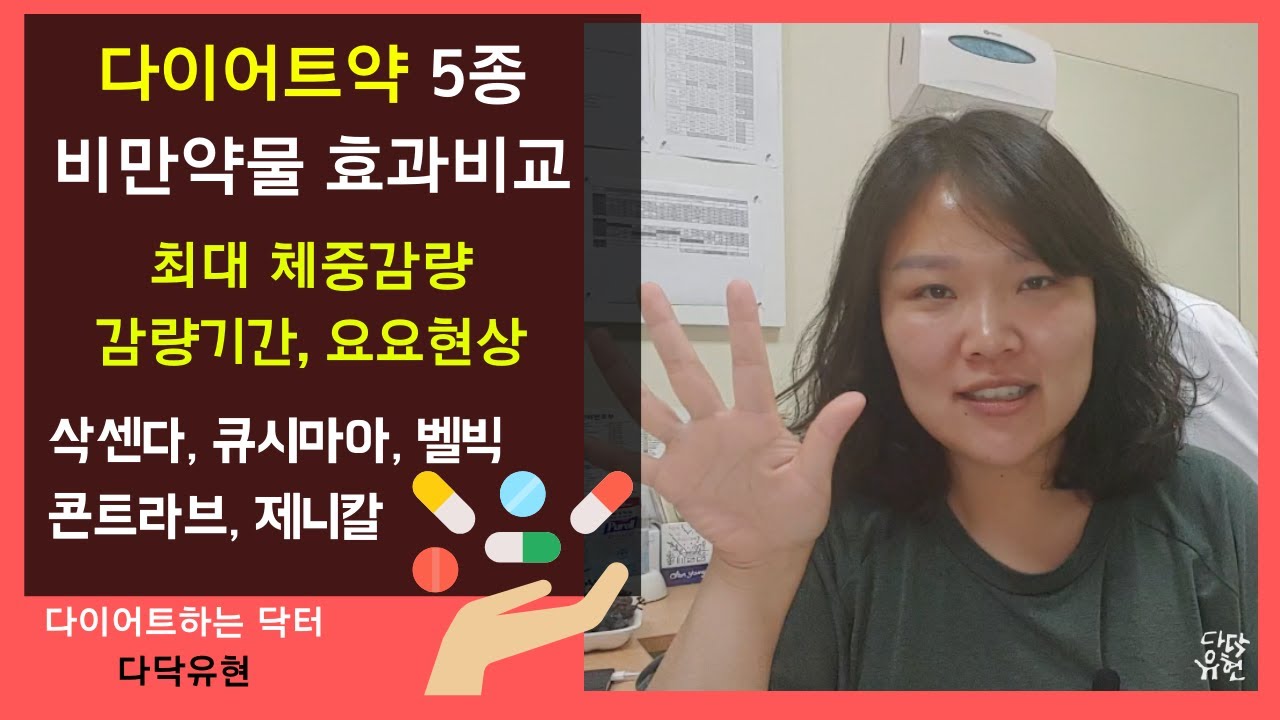 다이어트약 5종
비만약물 효과비교
최대 체중감량
감량기간, 요요현상
삭센다, 큐시마아, 벨빅
콘트라브, 제니칼
다이어트하는 닥터
다닥유현
다닥
유현